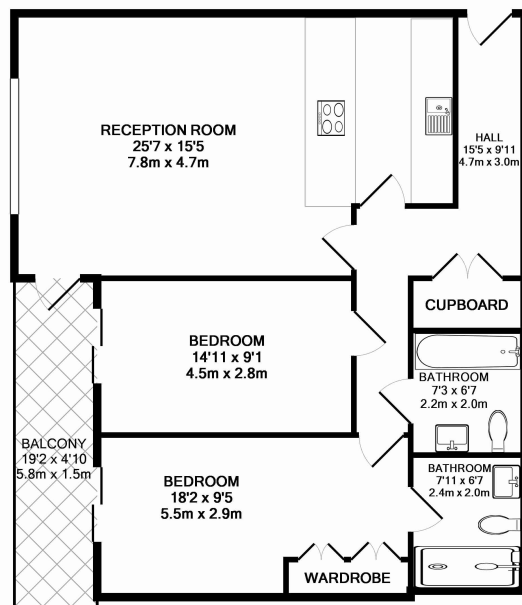 RECEPTION ROOM
25'7 x 15'5
7.8m x 4.7m
HALL
15'5 x 9'11
4.7m x 3.0m
CUPBOARD
BEDROOM
14'11 x 9'1
4.5m x 2.8m
BATHROOM
7'3 x 6'7
2.2m x 2.0m
BALCONY
19'2 x 4'10
5.8m x 1.5m
BEDROOM
18'2 x 9'5
5.5m x 2.9m
BATHROOM
7'11 x 6'7
2.4m x 2.0m
WARDROBE